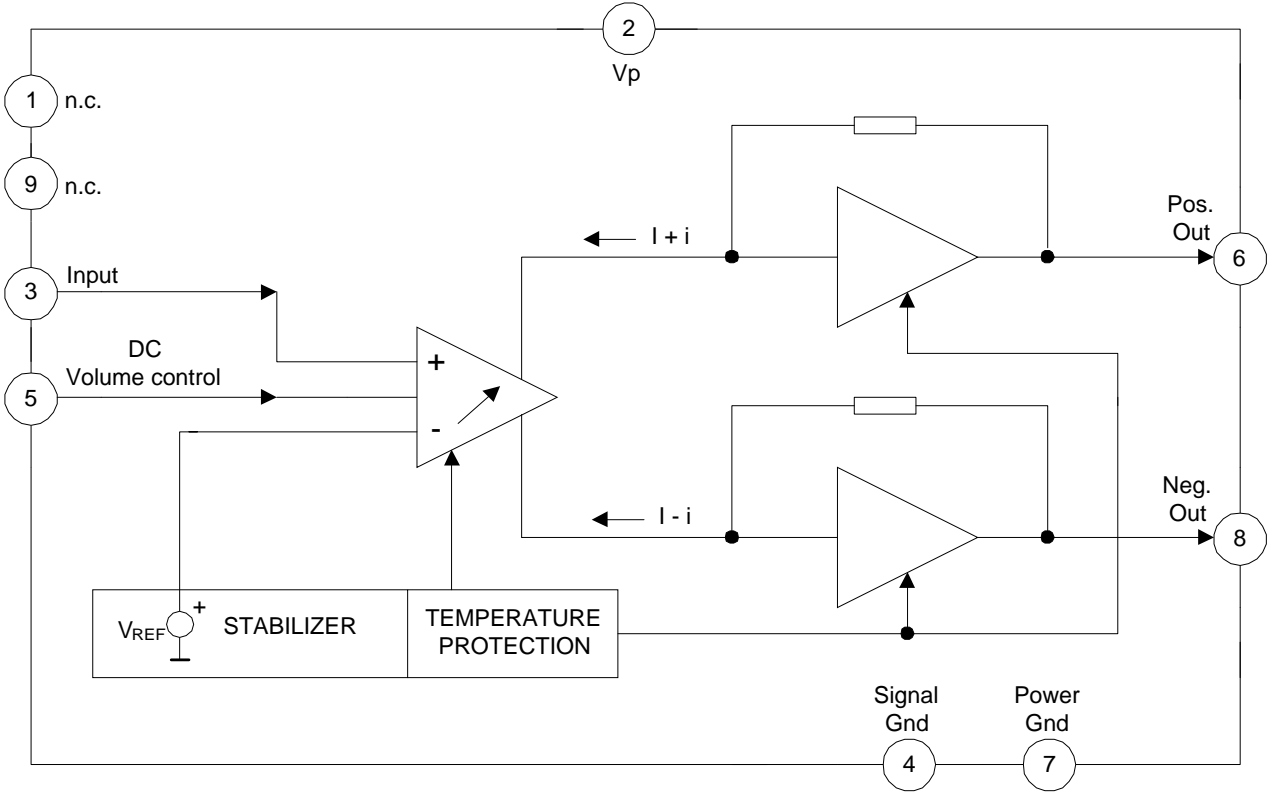 2
Vp
1 n.c.
9 n.c.
Pos.
Out
6
I + i
3 Input
DC
Volume control
5
+
-
I - i
Neg.
Out
8
+
VREF STABILIZER
TEMPERATURE
PROTECTION
Signal
Gnd
4
Power
Gnd
7